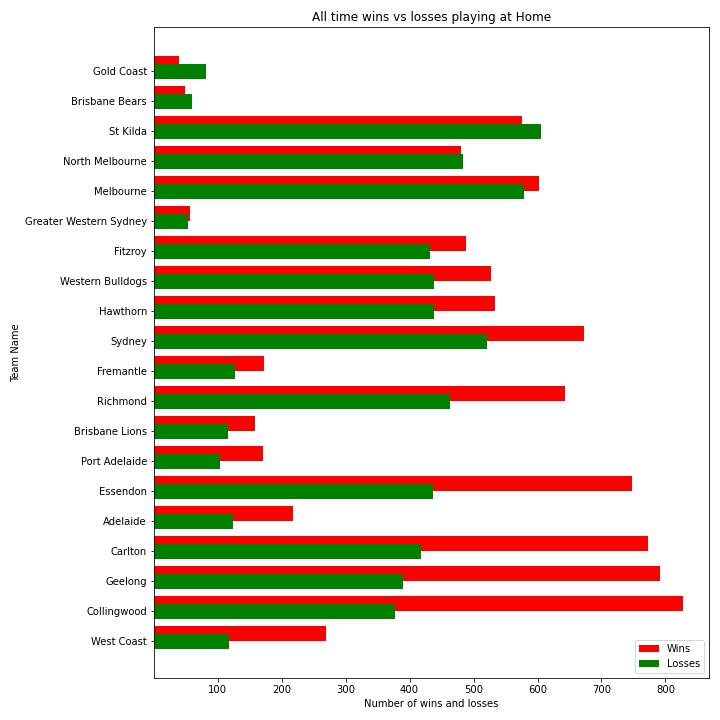 All time wins vs losses playing at Home
Gold Coast
Brisbane Bears
St Kilda
North Melbourne
Melbourne
Greater Western Sydney
Fitzroy
Western Bulldogs
Hawthorn
Sydney
Fremantle
Richmond
Brisbane Lions
Port Adelaide
Essendon
Adelaide
Carlton
Geelong
Collingwood
West Coast
Team Name
100 200 300 400 500 600 700 800
Number of wins and losses
Wins
Losses